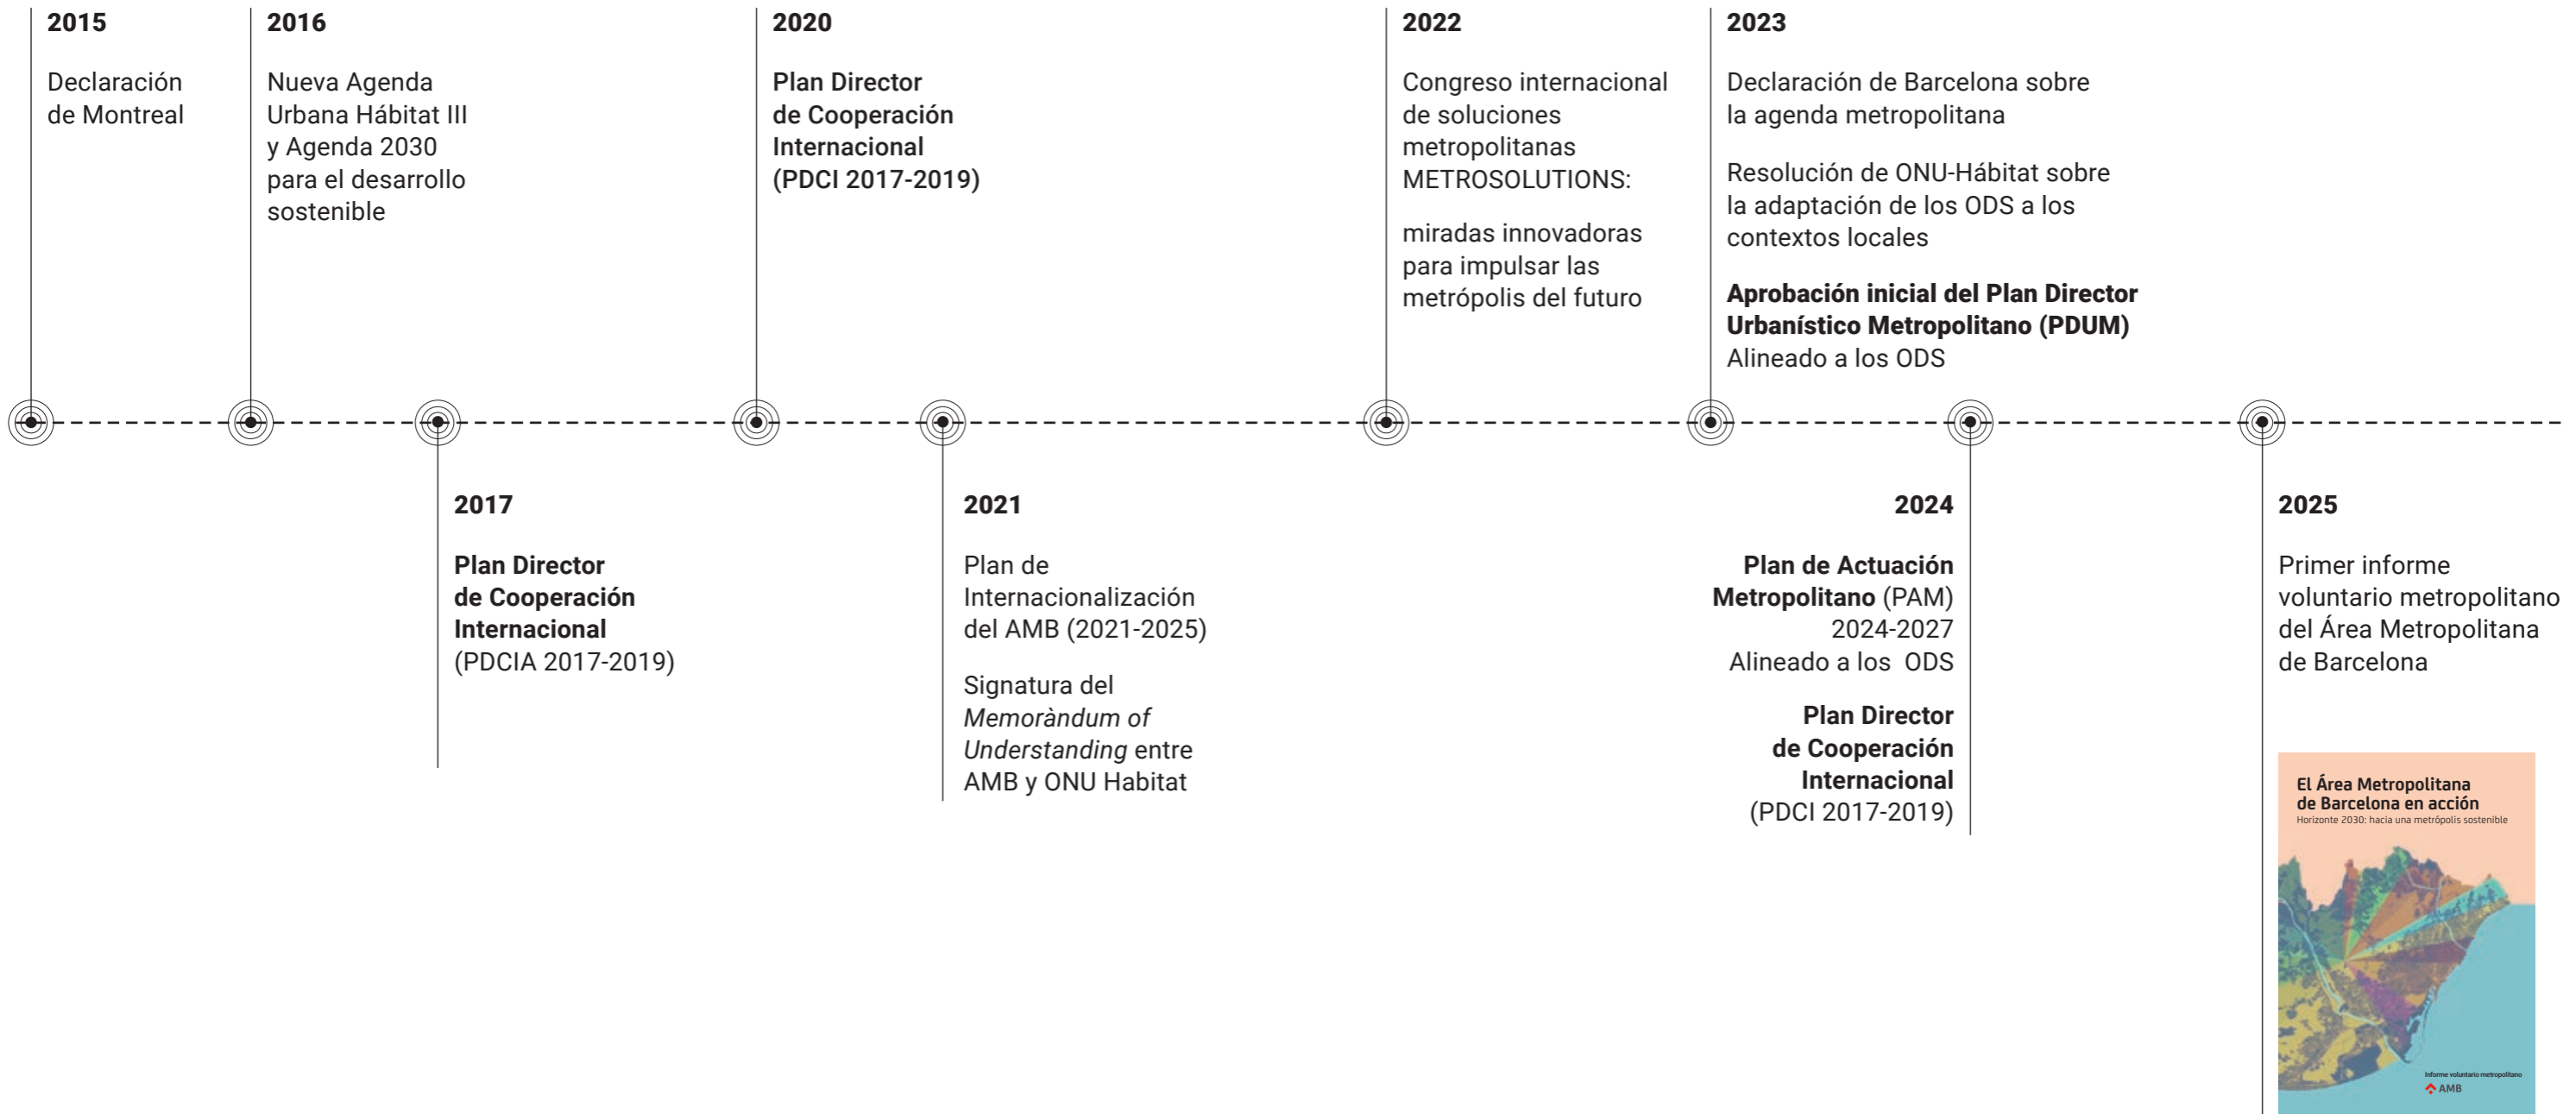 2015
Declaración
de Montreal
2016
Nueva Agenda
Urbana Hábitat III
y Agenda 2030
para el desarrollo
sostenible
2017
Plan Director
de Cooperación
Internacional
(PDCIA 2017-2019)
2020
Plan Director
de Cooperación
Internacional
(PDCI 2017-2019)
2021
Plan de
Internacionalización
del AMB (2021-2025)
Signatura del
Memoràndum of
Understanding entre
AMB y ONU Habitat
2022
Congreso internacional
de soluciones
metropolitanas
METROSOLUTIONS:
miradas innovadoras
para impulsar las
metrópolis del futuro
2023
Declaración de Barcelona sobre
la agenda metropolitana
Resolución de ONU-Hábitat sobre
la adaptación de los ODS a los
contextos locales
Aprobación inicial del Plan Director
Urbanístico Metropolitano (PDUM)
Alineado a los ODS
2024
Plan de Actuación
Metropolitano (PAM)
2024-2027
Alineado a los ODS
Plan Director
de Cooperación
Internacional
(PDCI 2017-2019)
2025
Primer informe
voluntario metropolitano
del Área Metropolitana
de Barcelona
El Área Metropolitana
de Barcelona en acción
Horizonte 2030: hacia una metrópolis sostenible
Informe voluntario metropolitano
AMB